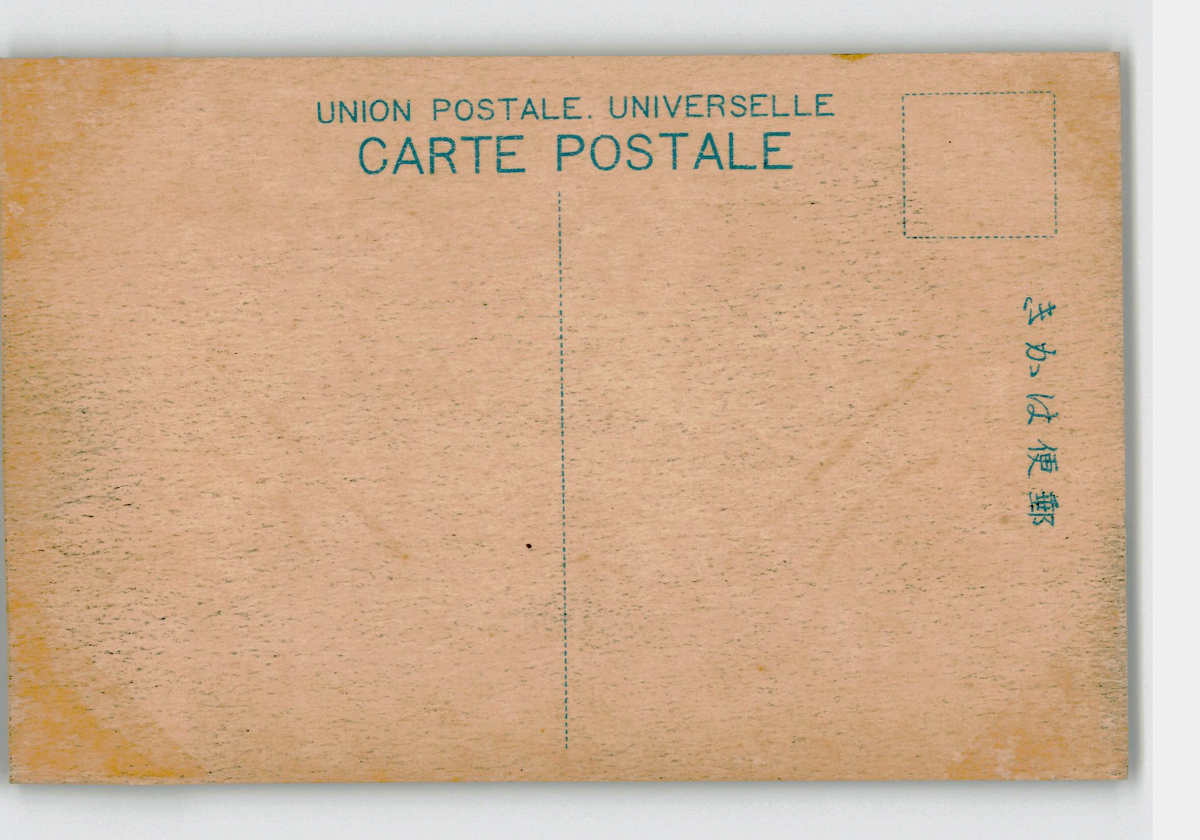 UNION POSTALE. UNIVERSELLE
CARTE POSTALE
郵便はかき